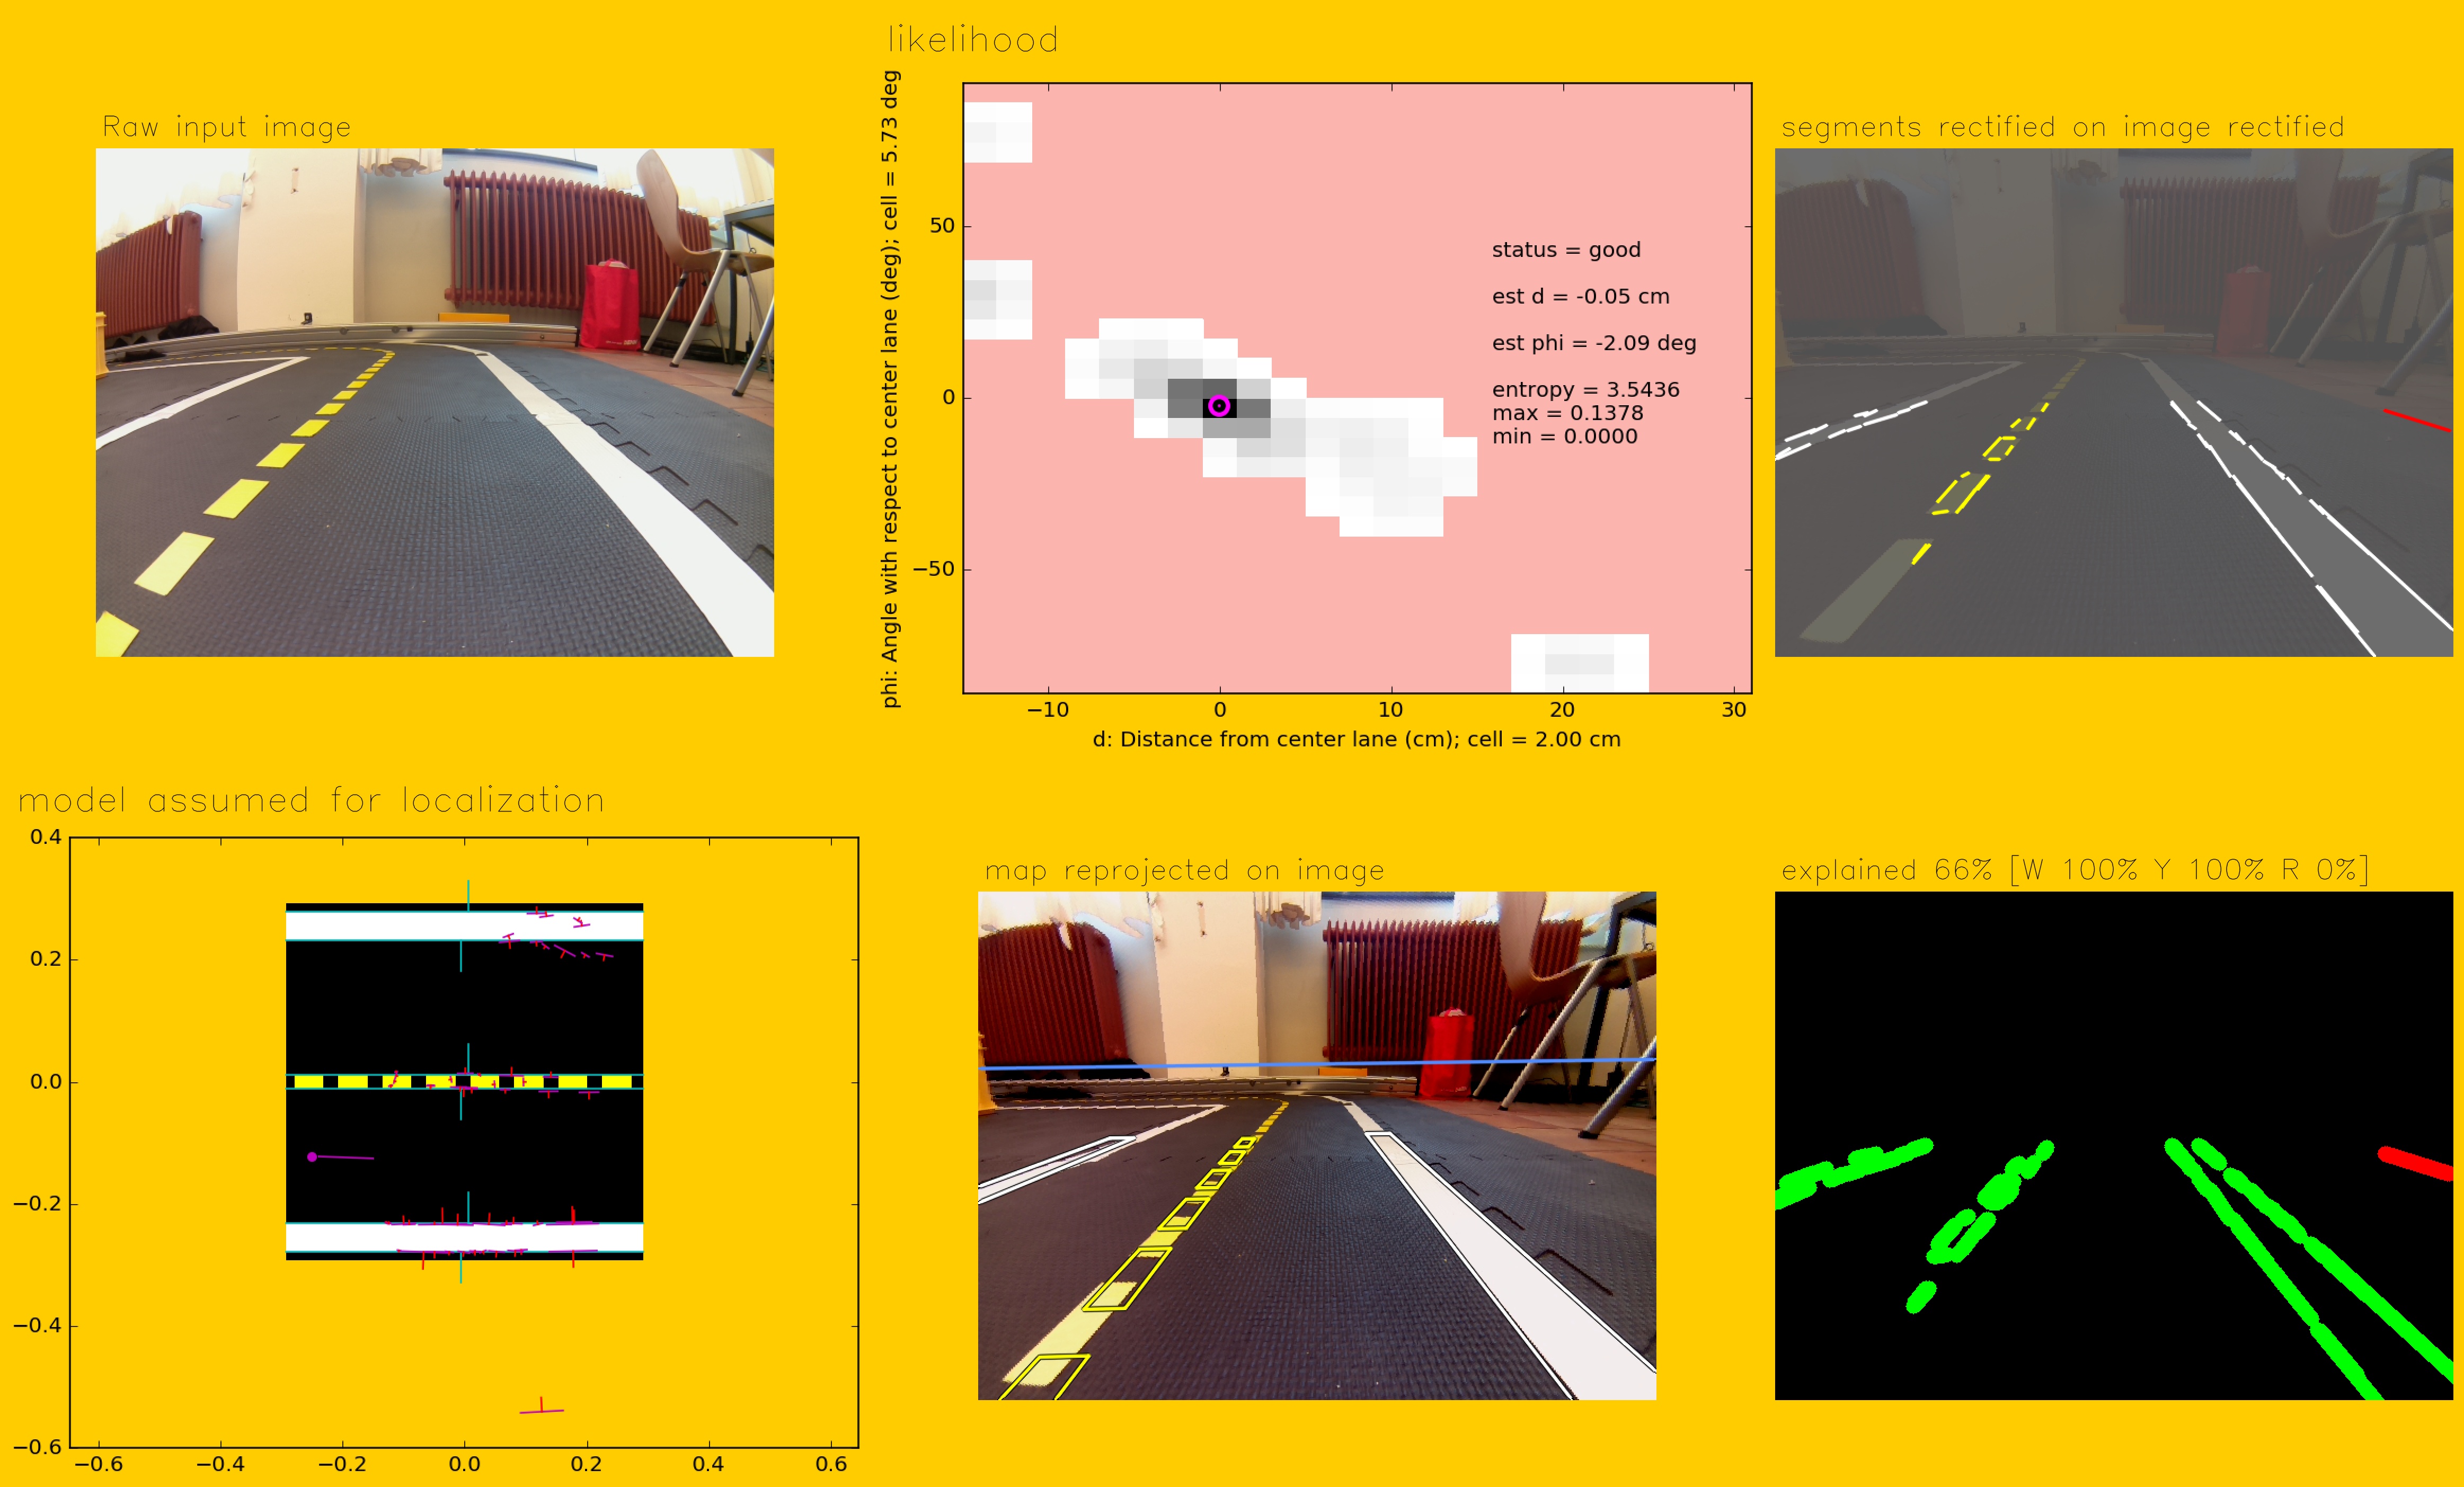 likelihood
Raw input image
segments rectified on image rectified
phi: Angle with respect to center lane (deg); cell = 5.73 deg
50
0
−50
status = good
est d = -0.05 cm
est phi = -2.09 deg
entropy = 3.5436
max = 0.1378
min = 0.0000
−10
0
10
20
30
d: Distance from center lane (cm); cell = 2.00 cm
model assumed for localization
0.4
0.2
0.0
−0.2
−0.4
−0.6
−0.6
−0.4
−0.2
0.0
0.2
0.4
0.6
map reprojected on image
explained 66% [W 100% Y 100% R 0%]